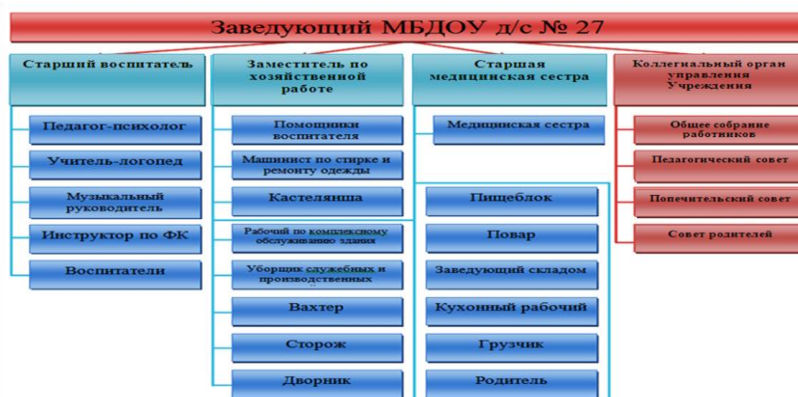 Заведующий МБДОУ д/с № 27
Старший воспитатель
Педагог-психолог
Учитель-логопед
Музыкальный
руководитель
Инструктор по ФК
Воспитатели
Заместитель по
хозяйственной
работе
Помощники
воспитателя
Машинист по стирке и
ремонту одежды
Кастелянша
Рабочий по комплексному
обслуживанию здания
Уборщик служебных и
производственных
Вахтер
Сторож
Дворник
Старшая
медицинская сестра
Медицинская сестра
Пищеблок
Повар
Заведующий складом
Кухонный рабочий
Грузчик
Родитель
Коллегиальный орган
управления
Учреждения
Общее собрание
работников
Педагогический совет
Попечительский совет
Совет родителей